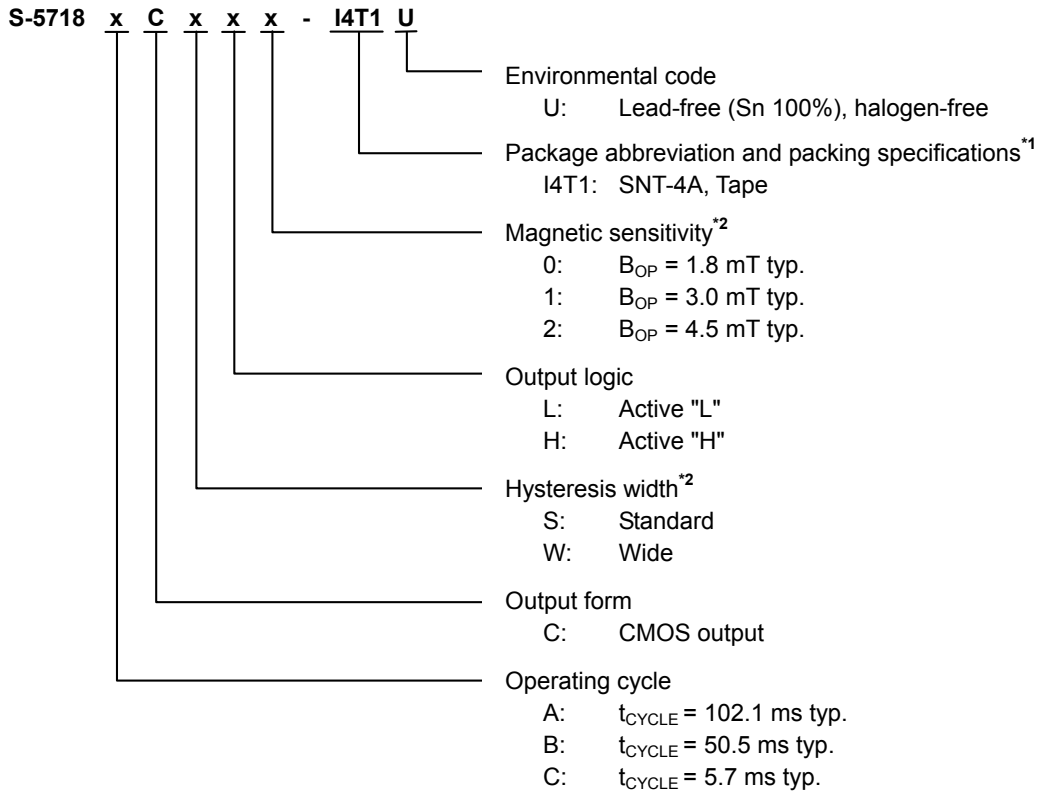 S-5718 x C x x x - I4T1 U
Environmental code
U: Lead-free (Sn 100%), halogen-free
Package abbreviation and packing specifications*1
I4T1: SNT-4A, Tape
Magnetic sensitivity*2
0: BOP = 1.8 mT typ.
1: BOP = 3.0 mT typ.
2: BOP = 4.5 mT typ.
Output logic
L: Active "L"
H: Active "H"
Hysteresis width*2
S: Standard
W: Wide
Output form
C: CMOS output
Operating cycle
A: tCYCLE = 102.1 ms typ.
B: tCYCLE = 50.5 ms typ.
C: tCYCLE = 5.7 ms typ.